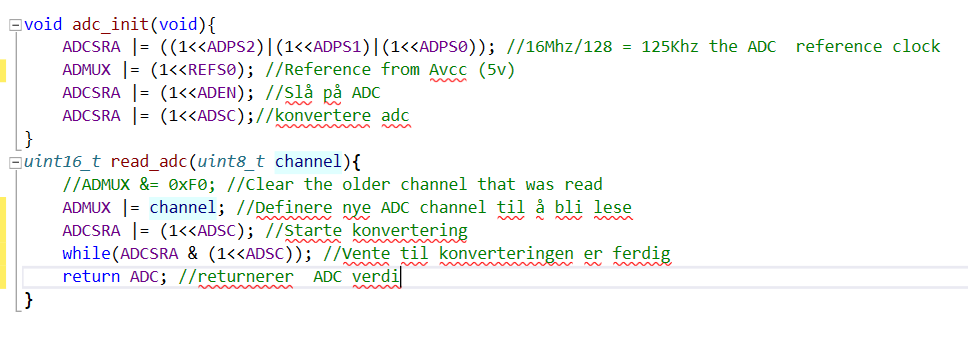 void adc_init(void){
ADCSRA |= ((1<<ADPS2)|(1<<ADPS1)|(1<<ADPS0)); //16Mhz/128 = 125Khz the ADC  reference clock
ADMUX |= (1<<REFS0); //Reference from Avcc (5v)
ADCSRA |= (1<<ADEN); //Slå på ADC
ADCSRA |= (1<<ADSC);//konvertere adc
}
uint16_t read_adc(uint8_t channel){
//ADMUX &= 0xF0; //Clear the older channel that was read
ADMUX |= channel; //Definere nye ADC channel til å bli lese
ADCSRA |= (1<<ADSC); //Starte konvertering
while(ADCSRA & (1<<ADSC)); //Vente til konverteringen er ferdig
return ADC; //returnerer  ADC verdi
}